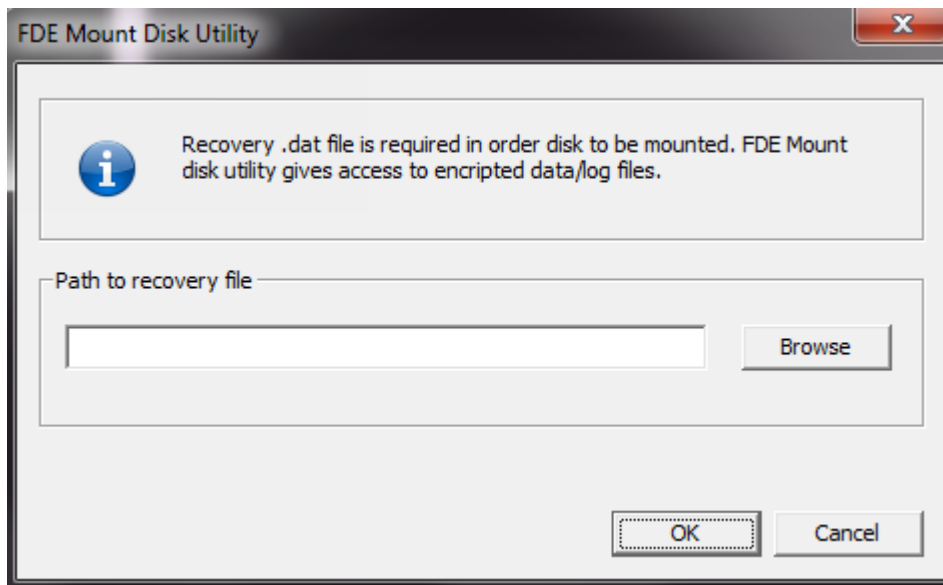 FDE Mount Disk Utility
Recovery .dat file is required in order disk to be mounted. FDE Mount
disk utility gives access to encripted data/log files.
Path to recovery file
Browse
OK
Cancel